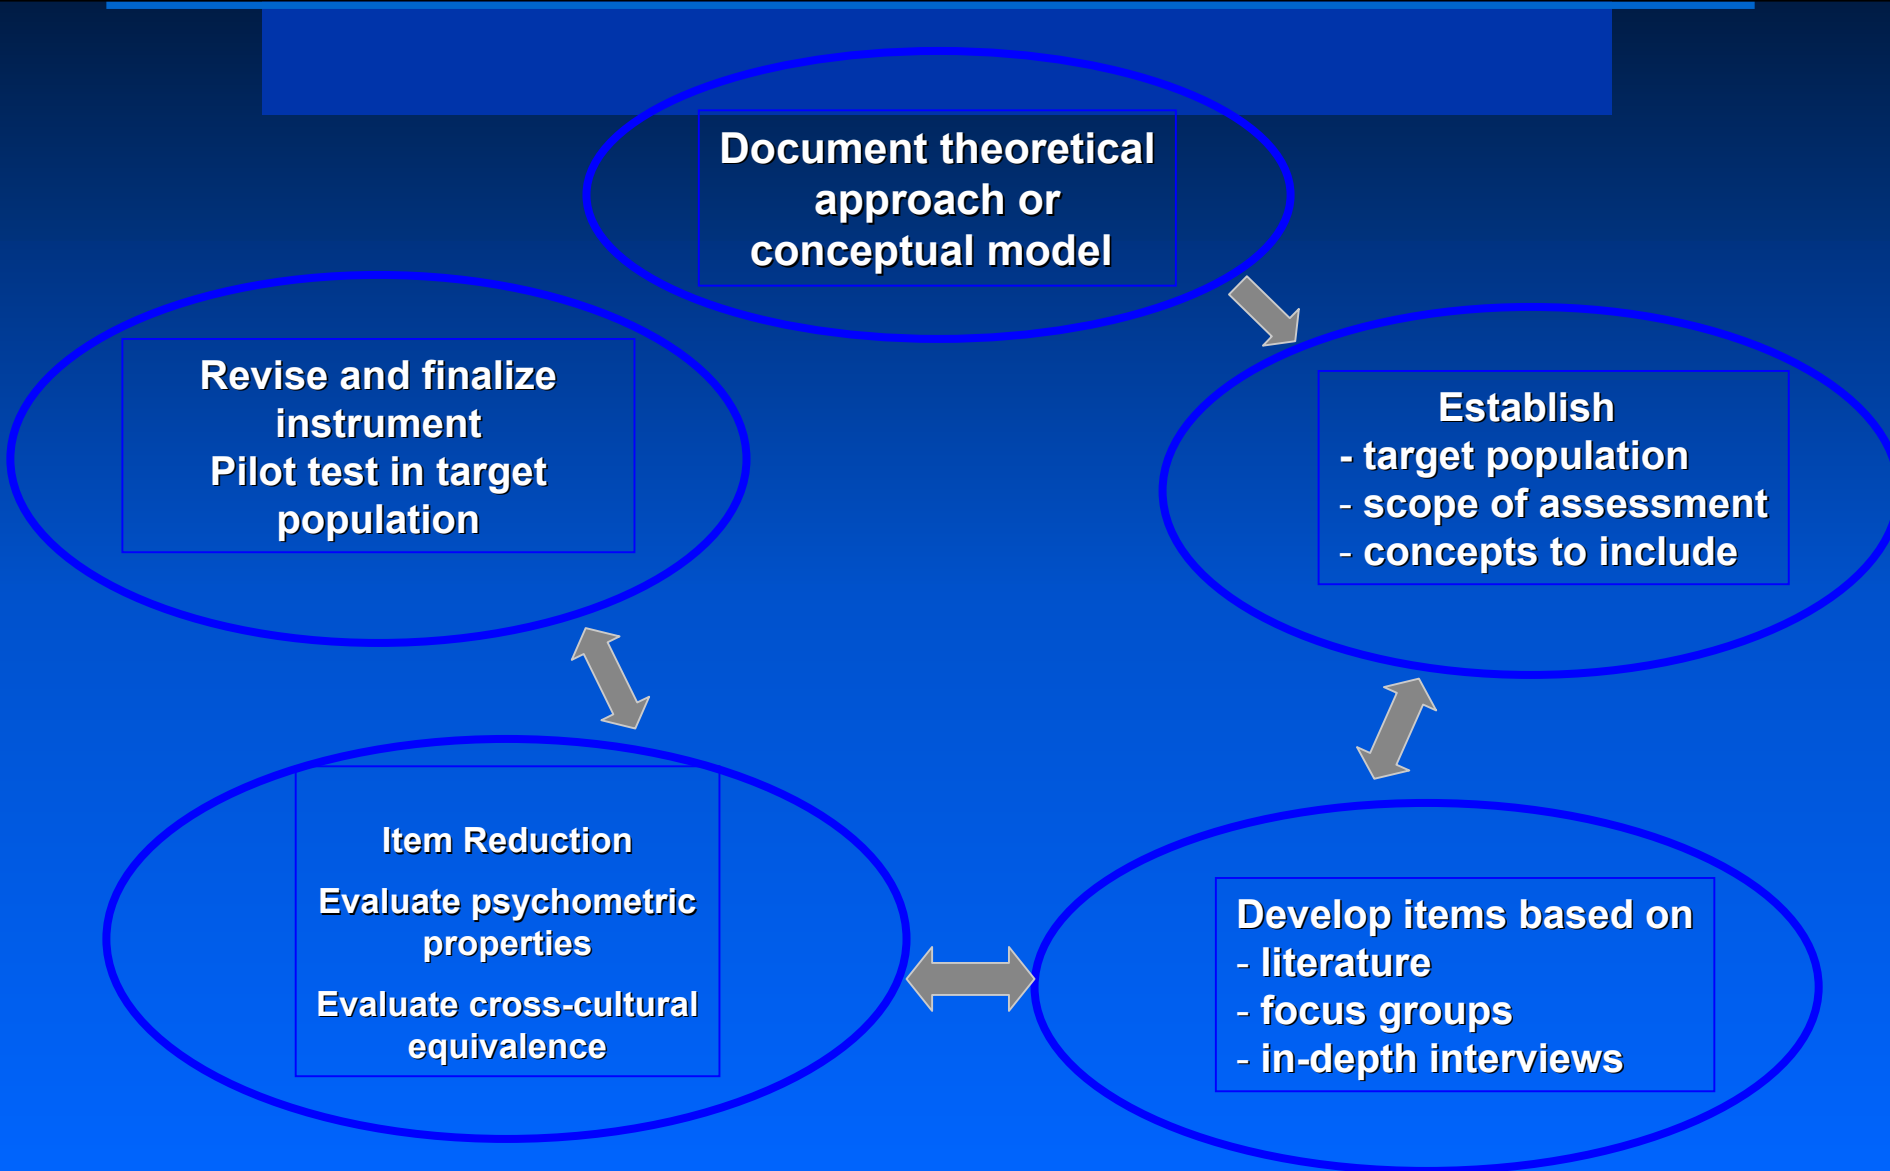 Document theoretical
approach or
conceptual model
Establish
- target population
- scope of assessment
- concepts to include
Develop items based on
- literature
- focus groups
- in-depth interviews
Item Reduction
Evaluate psychometric
properties
Evaluate cross-cultural
equivalence
Revise and finalize
instrument
Pilot test in target
population